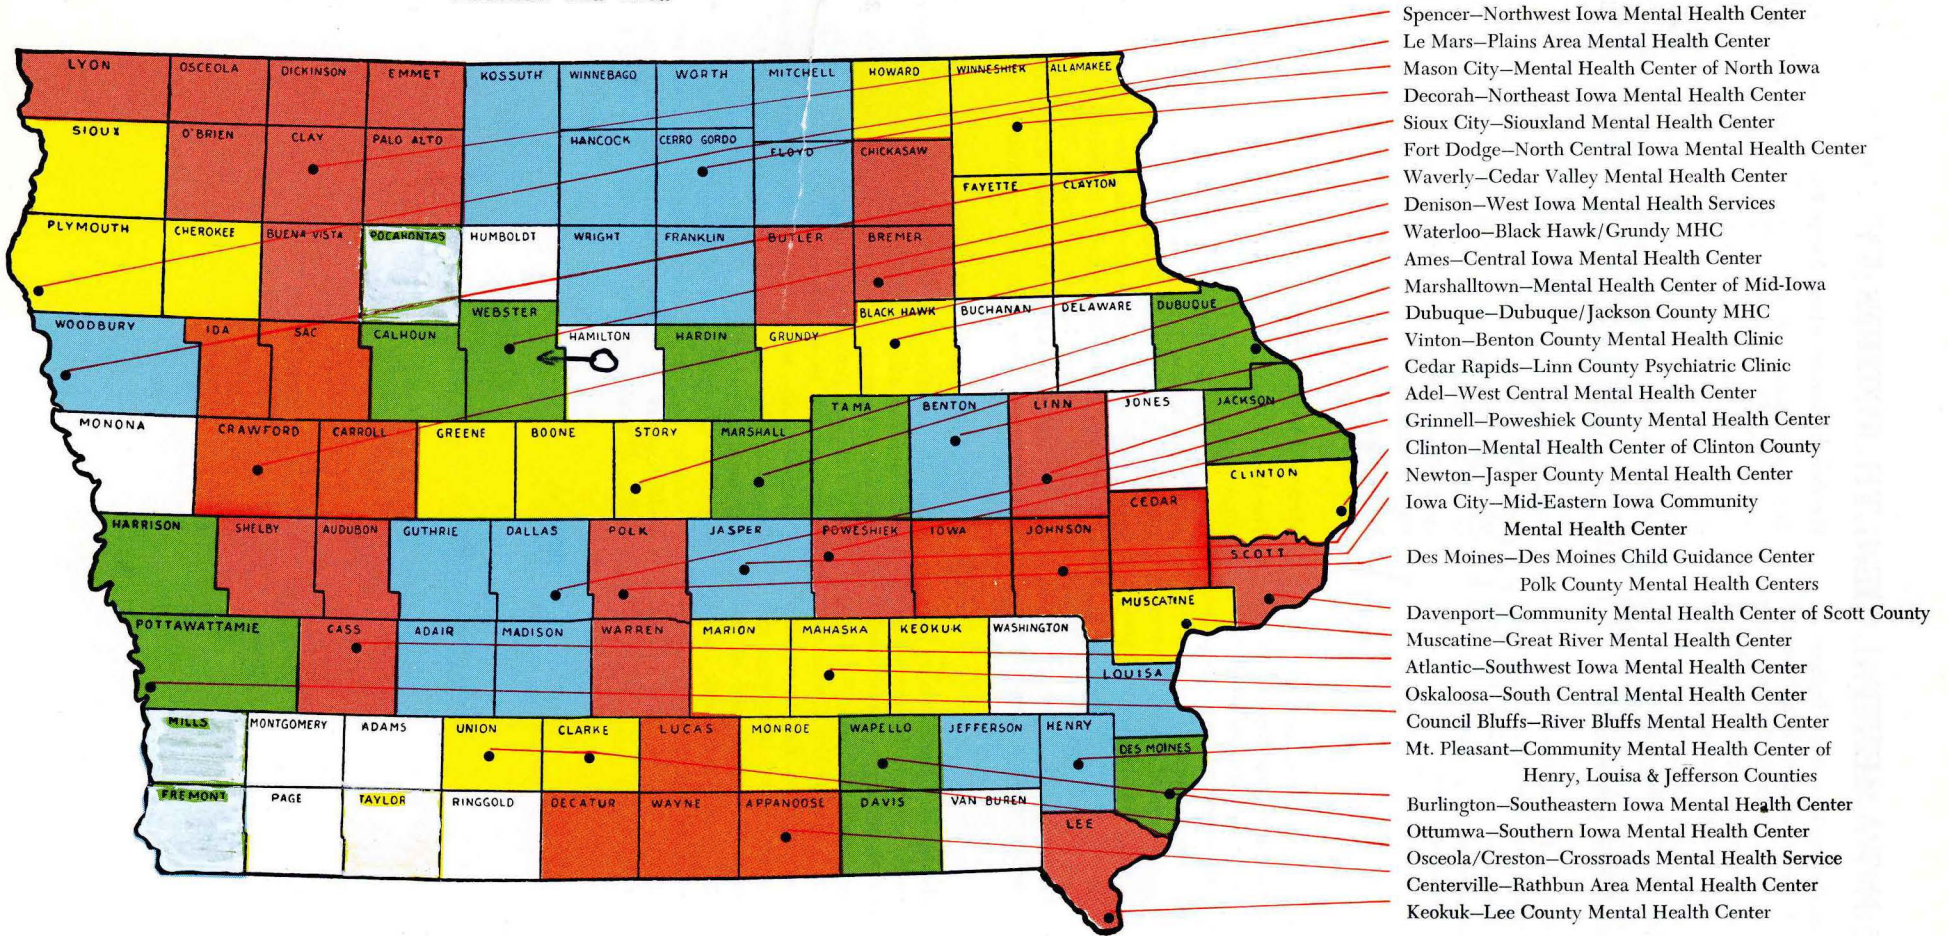 Spencer—Northwest Iowa Mental Health Center
Le Mars—Plains Area Mental Health Center
Mason City—Mental Health Center of North Iowa
Decorah—Northeast Iowa Mental Health Center
Sioux City—Siouxland Mental Health Center
Fort Dodge—North Central Iowa Mental Health Center
Waverly—Cedar Valley Mental Health Center
Denison—West Iowa Mental Health Services
Waterloo—Black Hawk/Grundy MHC
Ames—Central Iowa Mental Health Center
Marshalltown—Mental Health Center of Mid-Iowa
Dubuque—Dubuque/Jackson County MHC
Vinton—Benton County Mental Health Clinic
Cedar Rapids—Linn County Psychiatric Clinic
Adel—West Central Mental Health Center
Grinnell—Poweshiek County Mental Health Center
Clinton—Mental Health Center of Clinton County
Newton—Jasper County Mental Health Center
Iowa City—Mid-Eastern Iowa Community
Mental Health Center
Des Moines—Des Moines Child Guidance Center
Polk County Mental Health Centers
Davenport—Community Mental Health Center of Scott County
Muscatine—Great River Mental Health Center
Atlantic—Southwest Iowa Mental Health Center
Oskaloosa—South Central Mental Health Center
Council Bluffs—River Bluffs Mental Health Center
Mt. Pleasant—Community Mental Health Center of
Henry, Louisa & Jefferson Counties
Burlington—Southeastern Iowa Mental Health Center
Ottumwa—Southern Iowa Mental Health Center
Osceola/Creston—Crossroads Mental Health Service
Centerville—Rathbun Area Mental Health Center
Keokuk—Lee County Mental Health Center
LYON
OSCEOLA
DICKINSON
EMMET
KOSSUTH
WINNEBAGO
WORTH
MITCHELL
HOWARD
WINNESHIEK
ALLAMAKEE
SIOUX
O'BRIEN
CLAY
PALO ALTO
HANCOCK
CERRO GORDO
FLOYD
CHICKASAW
FAYETTE
CLAYTON
PLYMOUTH
CHEROKEE
BUENA VISTA
POCAHONTAS
HUMBOLDT
WRIGHT
FRANKLIN
BUTLER
BREMER
WOODBURY
IDA
SAC
CALHOUN
WEBSTER
HAMILTON
HARDIN
GRUNDY
BLACK HAWK
BUCHANAN
DELAWARE
DUBUQUE
MONONA
CRAWFORD
CARROLL
GREENE
BOONE
STORY
MARSHALL
TAMA
BENTON
LINN
JONES
JACKSON
CLINTON
CEDAR
HARRISON
SHELBY
AUDUBON
GUTHRIE
DALLAS
POLK
JASPER
POWESHIEK
IOWA
JOHNSON
SCOTT
MUSCATINE
POTTAWATTAMIE
CASS
ADAIR
MADISON
WARREN
MARION
MAHASKA
KEOKUK
WASHINGTON
LOUISA
MILLS
MONTGOMERY
ADAMS
UNION
CLARKE
LUCAS
MONROE
WAPELLO
JEFFERSON
HENRY
DES MOINES
FREMONT
PAGE
TAYLOR
RINGGOLD
DECATUR
WAYNE
APPANOOSE
DAVIS
VAN BUREN
LEE